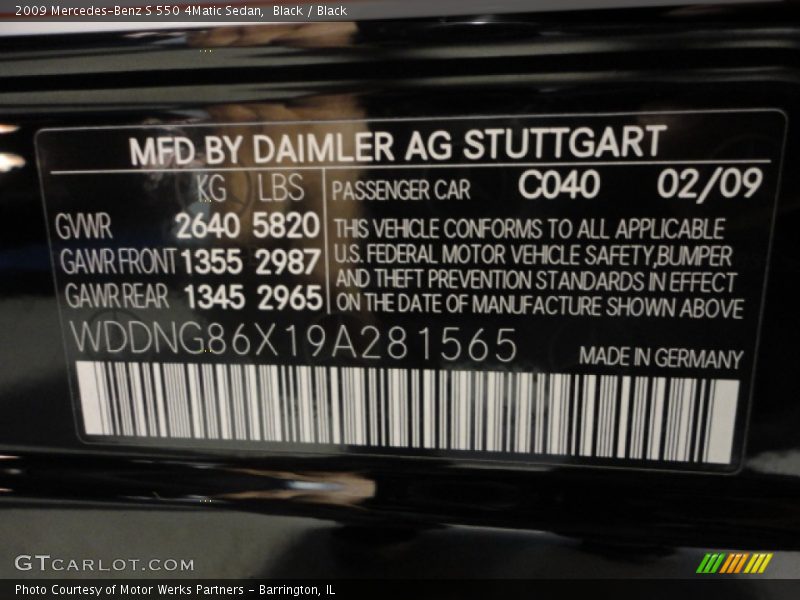 2009 Mercedes-Benz S 550 4Matic Sedan,  Black / Black
MFD BY DAIMLER AG STUTTGART
KG LBS PASSENGER CAR C040 02/09
GVWR 2640 5820
GAWR FRONT 1355 2987
GAWR REAR 1345 2965
THIS VEHICLE CONFORMS TO ALL APPLICABLE
U.S. FEDERAL MOTOR VEHICLE SAFETY, BUMPER
AND THEFT PREVENTION STANDARDS IN EFFECT
ON THE DATE OF MANUFACTURE SHOWN ABOVE
WDDNG86X19A281565
MADE IN GERMANY
GTCARLOT.COM
Photo Courtesy of Motor Werks Partners - Barrington, IL